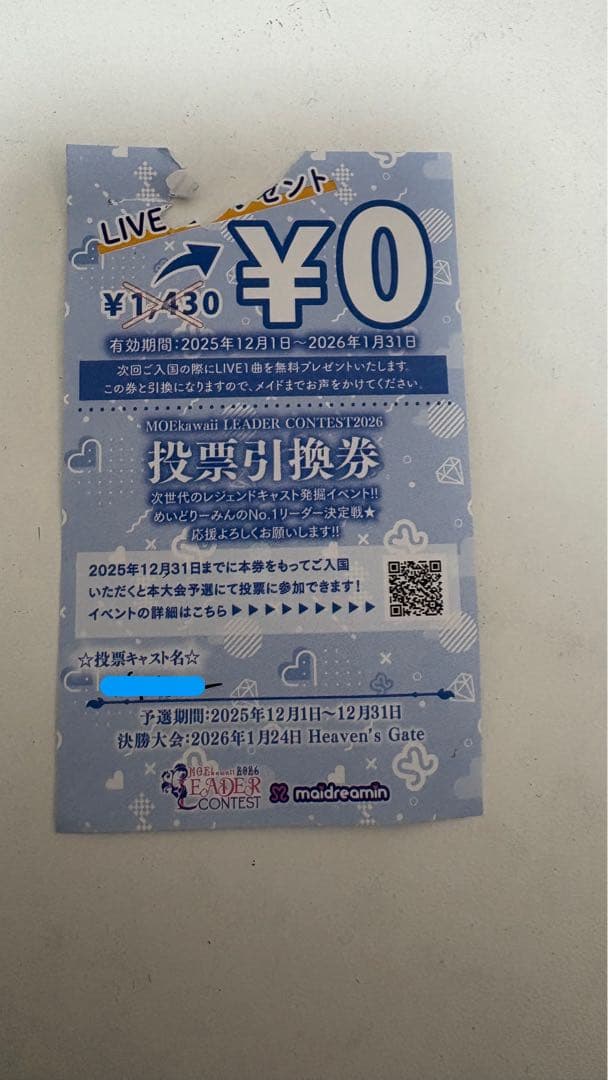 LIVE
ゼント
¥1,430
¥0
有効期間:2025年12月1日～2026年1月31日
次回ご入国の際にLIVE1曲を無料プレゼントいたします。
この券と引換になりますので、メイドまでお声をかけてください。
MOEkawaii LEADER CONTEST2026
投票引換券
次世代のレジェンドキャスト発掘イベント!!
めいどりーみんのNo.1リーダー決定戦★
応援よろしくお願いします!!
2025年12月31日までに本券をもってご入国
いただくと本大会予選にて投票に参加できます!
イベントの詳細はこちら▶▶▶▶▶▶▶▶▶
☆投票キャスト名☆
予選期間:2025年12月1日～12月31日
決勝大会:2026年1月24日 Heaven's Gate
MOEkawaii 2026
LEADER
CONTEST
maidreamin